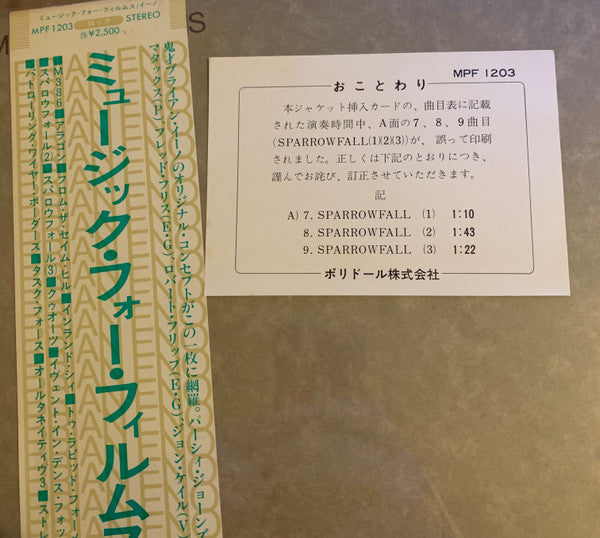 ミュージック・フォー・フィルムズ/イーノ
MPF 1203 ロック STEREO
¥2,500
ミュージック・フォー・フィルムズ
鬼才ブライアン・イーノのオリジナル・コンセプトがこの一枚に網羅。パーシィ・ジョーンズ
マタックス(P)フレッド・フリス(E・G)、ロバート・フリップ(E・G)、ジョン・ケイル(V)
■M386■アラゴン■フロム・ザ・セイム・ヒル■インランド・シィ■トゥ・ラピッド・フォー
■スパロウフォール(2)■スパロウフォール(3)■クゥオーツ■イヴェント・イン・デンス・フォッ
■パトローリング・ワイヤー・ボーダーズ■タスク・フォース■オールタネイティヴ3■ストレ
BRIAN ENO
M
S
MPF 1203
おことわり
本ジャケット挿入カードの、曲目表に記載
された演奏時間中、A面の7、8、9曲目
(SPARROWFALL(1)(2)(3))が、誤って印刷
されました。正しくは下記のとおりにつき、
謹んでお詫び、訂正させていただきます。
記
A) 7. SPARROWFALL (1) 1:10
8. SPARROWFALL (2) 1:43
9. SPARROWFALL (3) 1:22
ポリドール株式会社